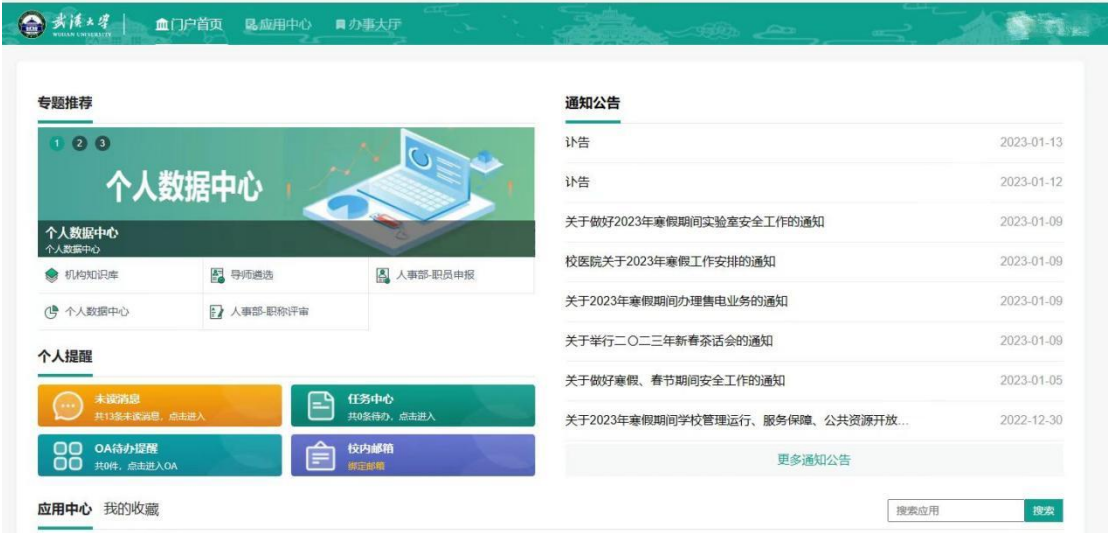 武汉大学
WUHAN UNIVERSITY
门户首页 应用中心 办事大厅
专题推荐
1 2 3
个人数据中心
个人数据中心
个人数据中心
机构知识库 导师遴选 人事部-职员申报
个人数据中心 人事部-职称评审
个人提醒
未读消息
共13条未读消息，点击进入
任务中心
共0条待办，点击进入
OA待办提醒
共0件，点击进入OA
校内邮箱
绑定邮箱
通知公告
讣告 2023-01-13
讣告 2023-01-12
关于做好2023年寒假期间实验室安全工作的通知 2023-01-09
校医院关于2023年寒假工作安排的通知 2023-01-09
关于2023年寒假期间办理售电业务的通知 2023-01-09
关于举行二〇二三年新春茶话会的通知 2023-01-09
关于做好寒假、春节期间安全工作的通知 2023-01-05
关于2023年寒假期间学校管理运行、服务保障、公共资源开放... 2022-12-30
更多通知公告
应用中心 我的收藏
搜索应用 搜索